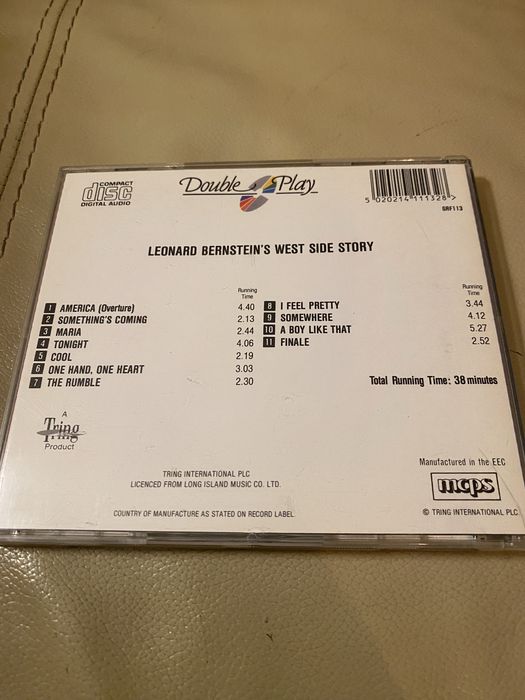 COMPACT
disc
DIGITAL AUDIO
Double Play
5 020214 111328 >
GRF113
LEONARD BERNSTEIN'S WEST SIDE STORY
Running
Time
1 AMERICA (Overture) 4.40
2 SOMETHING'S COMING 2.13
3 MARIA 2.44
4 TONIGHT 4.06
5 COOL 2.19
6 ONE HAND, ONE HEART 3.03
7 THE RUMBLE 2.30
Running
Time
8 I FEEL PRETTY 3.44
9 SOMEWHERE 4.12
10 A BOY LIKE THAT 5.27
11 FINALE 2.52
Total Running Time: 38 minutes
A
Tring
Product
TRING INTERNATIONAL PLC
LICENCED FROM LONG ISLAND MUSIC CO. LTD.
COUNTRY OF MANUFACTURE AS STATED ON RECORD LABEL
Manufactured in the EEC
mcps
© TRING INTERNATIONAL PLC